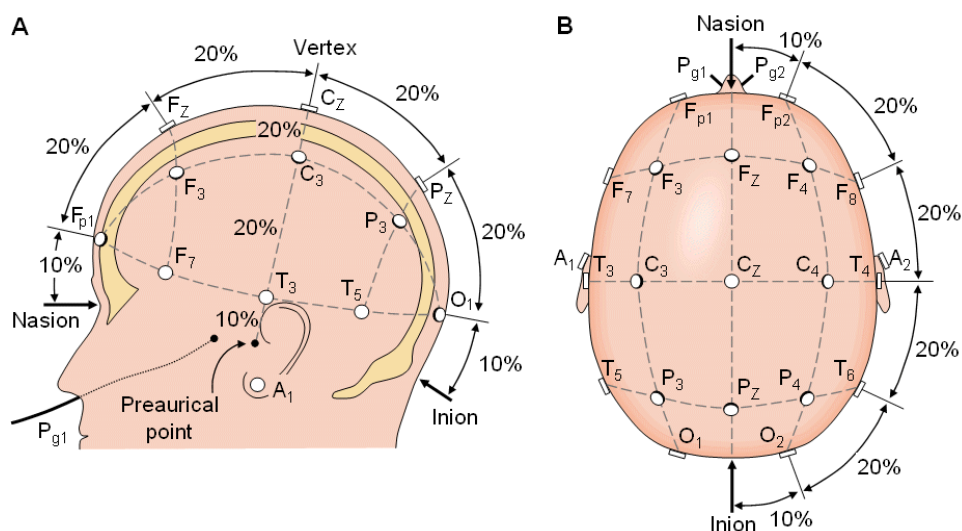 A
Vertex
20%
20%
FZ
CZ
20%
20%
20%
Fp1
F3
C3
PZ
P3
20%
20%
10%
F7
T3
T5
O1
Nasion
10%
10%
A1
Preaurical
point
Inion
Pg1
B
Nasion
10%
Pg1
Pg2
Fp1
Fp2
20%
F7
F3
FZ
F4
F8
20%
A1
T3
C3
CZ
C4
T4
A2
20%
T5
P3
PZ
P4
T6
O1
O2
20%
10%
Inion